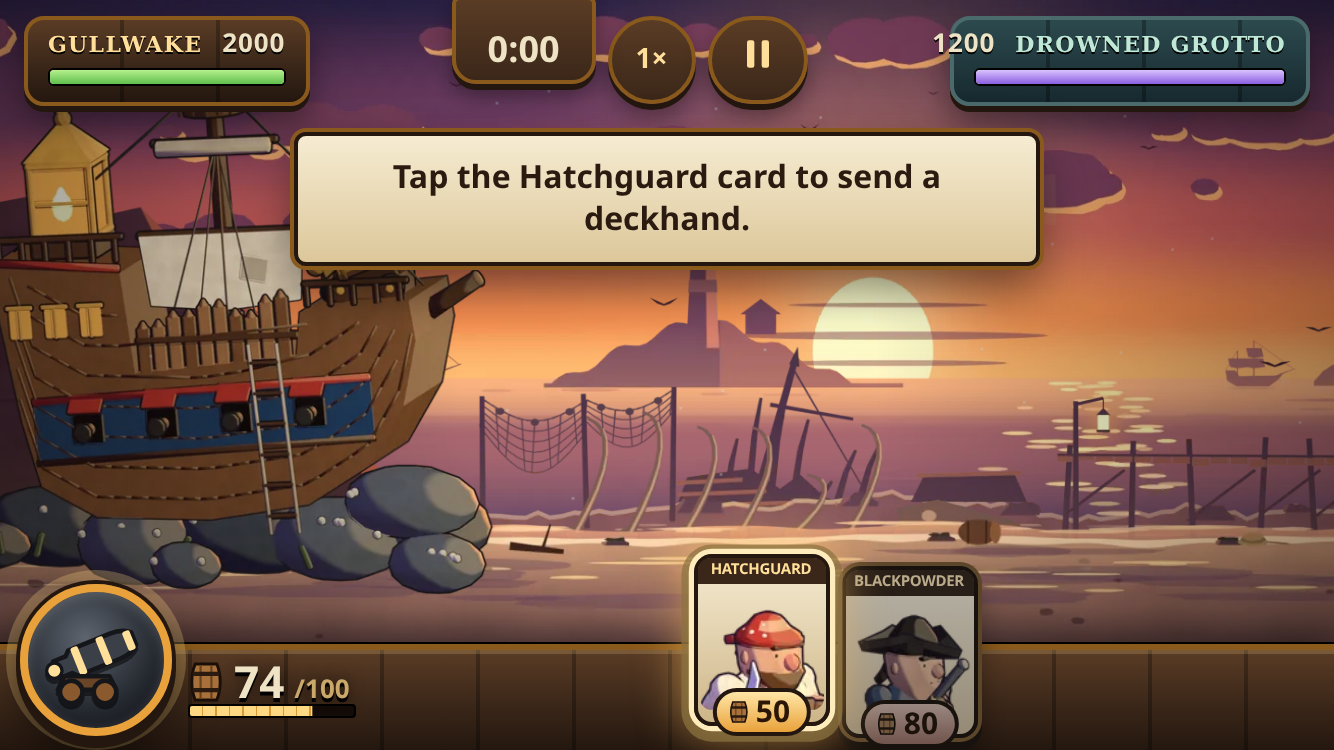 GULLWAKE 2000
0:00
1×
1200 DROWNED GROTTO
Tap the Hatchguard card to send a
deckhand.
HATCHGUARD
BLACKPOWDER
74 /100
50
80